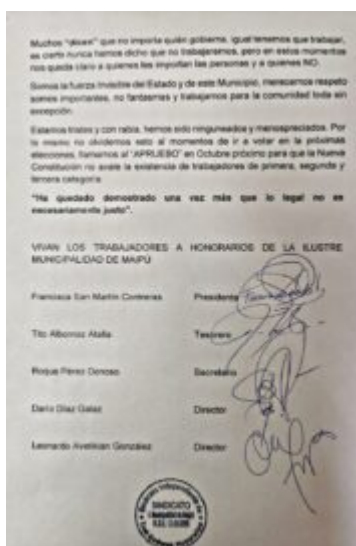 Muchos "dicen" que no importa quién gobierna, igual tenemos que trabajar,
es cierto nunca hemos dicho que no trabajaremos, pero en estos momentos
nos queda claro a quienes les importan las personas y a quienes NO.
Somos la fuerza invisible del Estado y de este Municipio, merecemos respeto
somos importantes, no fantasmas y trabajamos para la comunidad toda sin
excepción.
Estamos tristes y con rabia, hemos sido ninguneados y menospreciados. Por
lo mismo no olvidemos esto al momentos de ir a votar en la próximas
elecciones, llamamos al "APRUEBO" en Octubre próximo para que la Nueva
Constitución no avale la existencia de trabajadores de primera, segunda y
tercera categoría.
"Ha quedado demostrado una vez más que lo legal no es
necesariamente justo".
VIVAN LOS TRABAJADORES A HONORARIOS DE LA ILUSTRE
MUNICIPALIDAD DE MAIPÚ
Francisca San Martín Contreras Presidenta
Tito Albornoz Atalla Tesorero
Roque Pérez Donoso Secretario
Darío Díaz Galaz Director
Leonardo González Director
SINDICATO